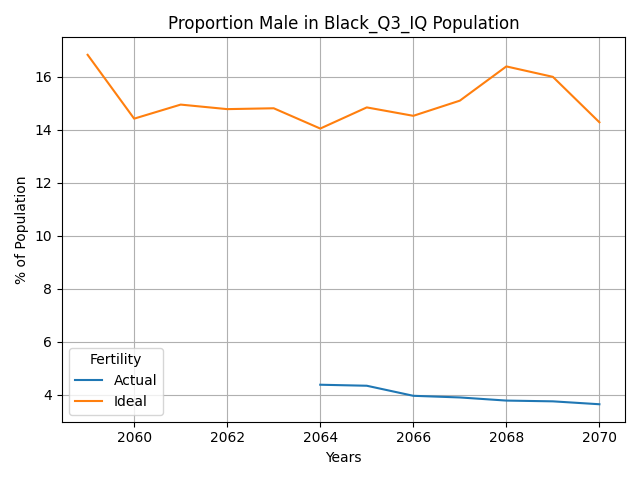 Proportion Male in Black_Q3_IQ Population
% of Population
16
14
12
10
8
6
4
Fertility
Actual
Ideal
2060 2062 2064 2066 2068 2070
Years